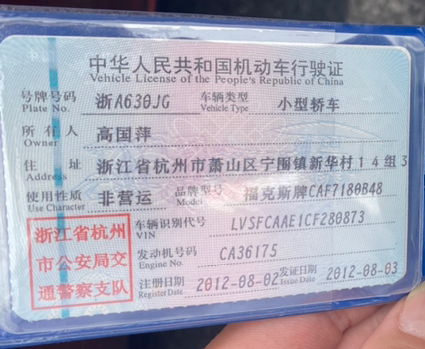 中华人民共和国机动车行驶证
Vehicle License of the People's Republic of China
号牌号码 浙A630JG 车辆类型 小型轿车
Plate No. Vehicle Type
所有人 高国萍
Owner
住址 浙江省杭州市萧山区宁围镇新华村14组3
Address
使用性质 非营运 品牌型号 福克斯牌CAF7180B48
Use Character Model
浙江省杭州
市公安局交
通警察支队
车辆识别代号 LVSFCAAE1CF280873
VIN
发动机号码 CA36175
Engine No.
注册日期 2012-08-02 发证日期 2012-08-03
Register Date Issue Date